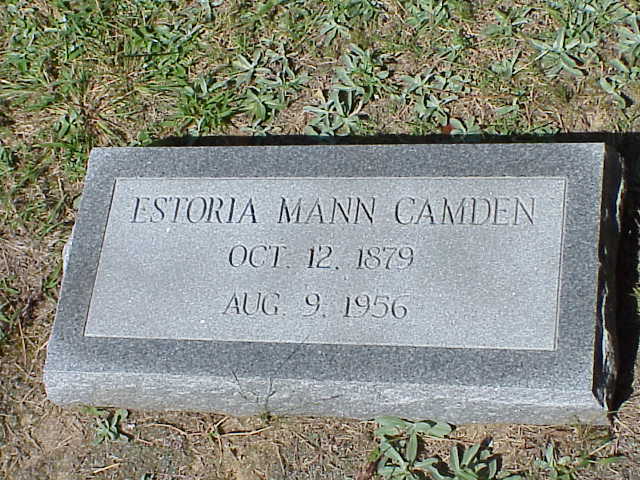 ESTORIA MANN CAMDEN
OCT. 12, 1879
AUG. 9, 1956